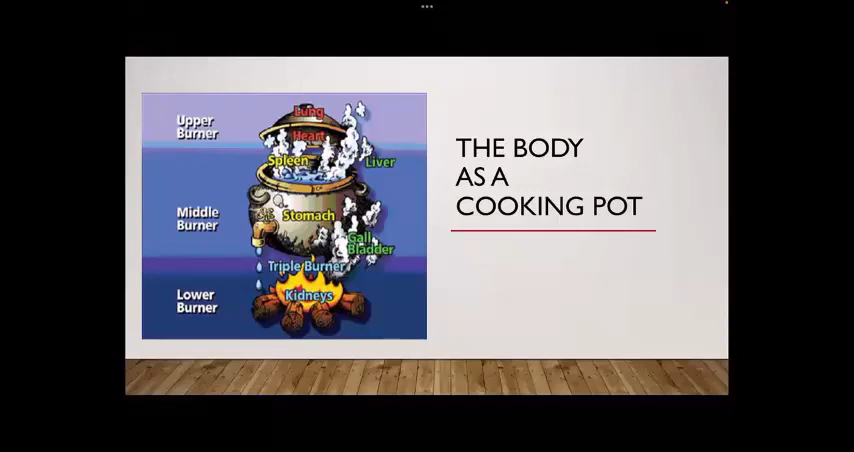 Upper
Burner
Lung
Heart
Spleen
Liver
Middle
Burner
Stomach
Gall
Bladder
Triple Burner
Lower
Burner
Kidneys
THE BODY
AS A
COOKING POT